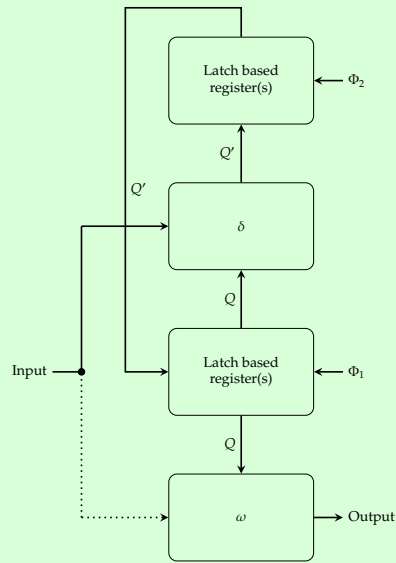 Latch based
register(s)
Φ₂
Q′
Q′
δ
Q
Latch based
register(s)
Input
Φ₁
Q
ω
Output